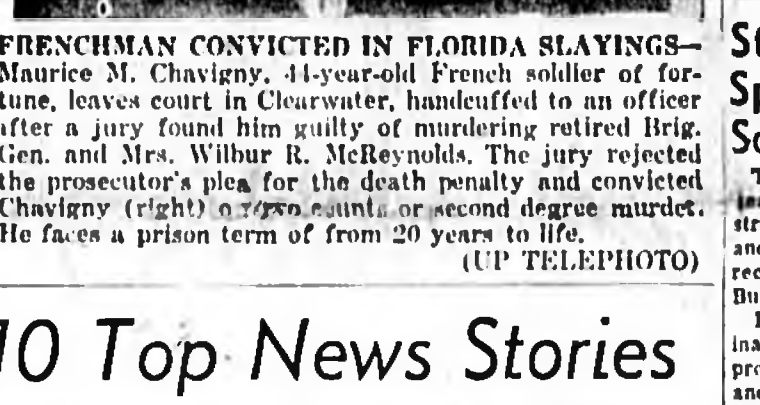 FRENCHMAN CONVICTED IN FLORIDA SLAYINGS—
Maurice M. Chavigny, 44-year-old French soldier of for-
tune, leaves court in Clearwater, handcuffed to an officer
after a jury found him guilty of murdering retired Brig.
Gen. and Mrs. Wilbur R. McReynolds. The jury rejected
the prosecutor's plea for the death penalty and convicted
Chavigny (right) counts or second degree murder.
He faces a prison term of from 20 years to life.
(UP TELEPHOTO)
10 Top News Stories
St
Sp
So
T
str
and
rec
Bu
ina
pro
and